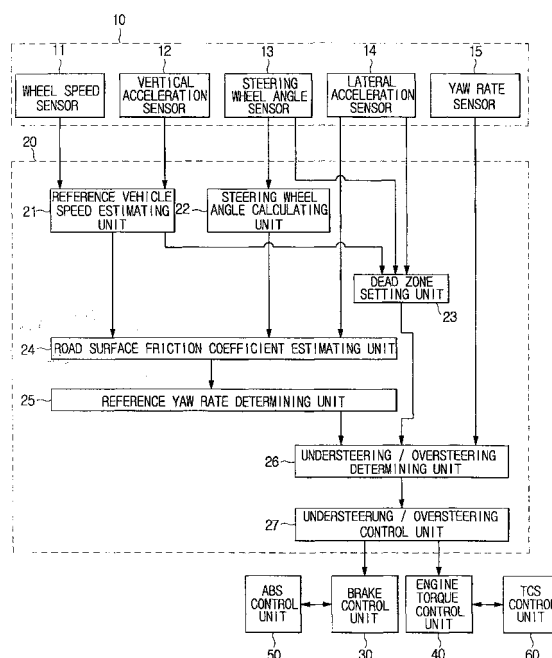 10
11
12
13
14
15
WHEEL SPEED
SENSOR
VERTICAL
ACCELERATION
SENSOR
STEERING
WHEEL ANGLE
SENSOR
LATERAL
ACCELERATION
SENSOR
YAW RATE
SENSOR
20
21
REFERENCE VEHICLE
SPEED ESTIMATING
UNIT
22
STEERING WHEEL
ANGLE CALCULATING
UNIT
DEAD ZONE
SETTING UNIT
23
24
ROAD SURFACE FRICTION COEFFICIENT ESTIMATING UNIT
25
REFERENCE YAW RATE DETERMINING UNIT
26
UNDERSTEERING / OVERSTEERING
DETERMINING UNIT
27
UNDERSTEERUNG / OVERSTEERING
CONTROL UNIT
ABS
CONTROL
UNIT
BRAKE
CONTROL
UNIT
ENGINE
TORQUE
CONTROL
UNIT
TCS
CONTROL
UNIT
50
30
40
60